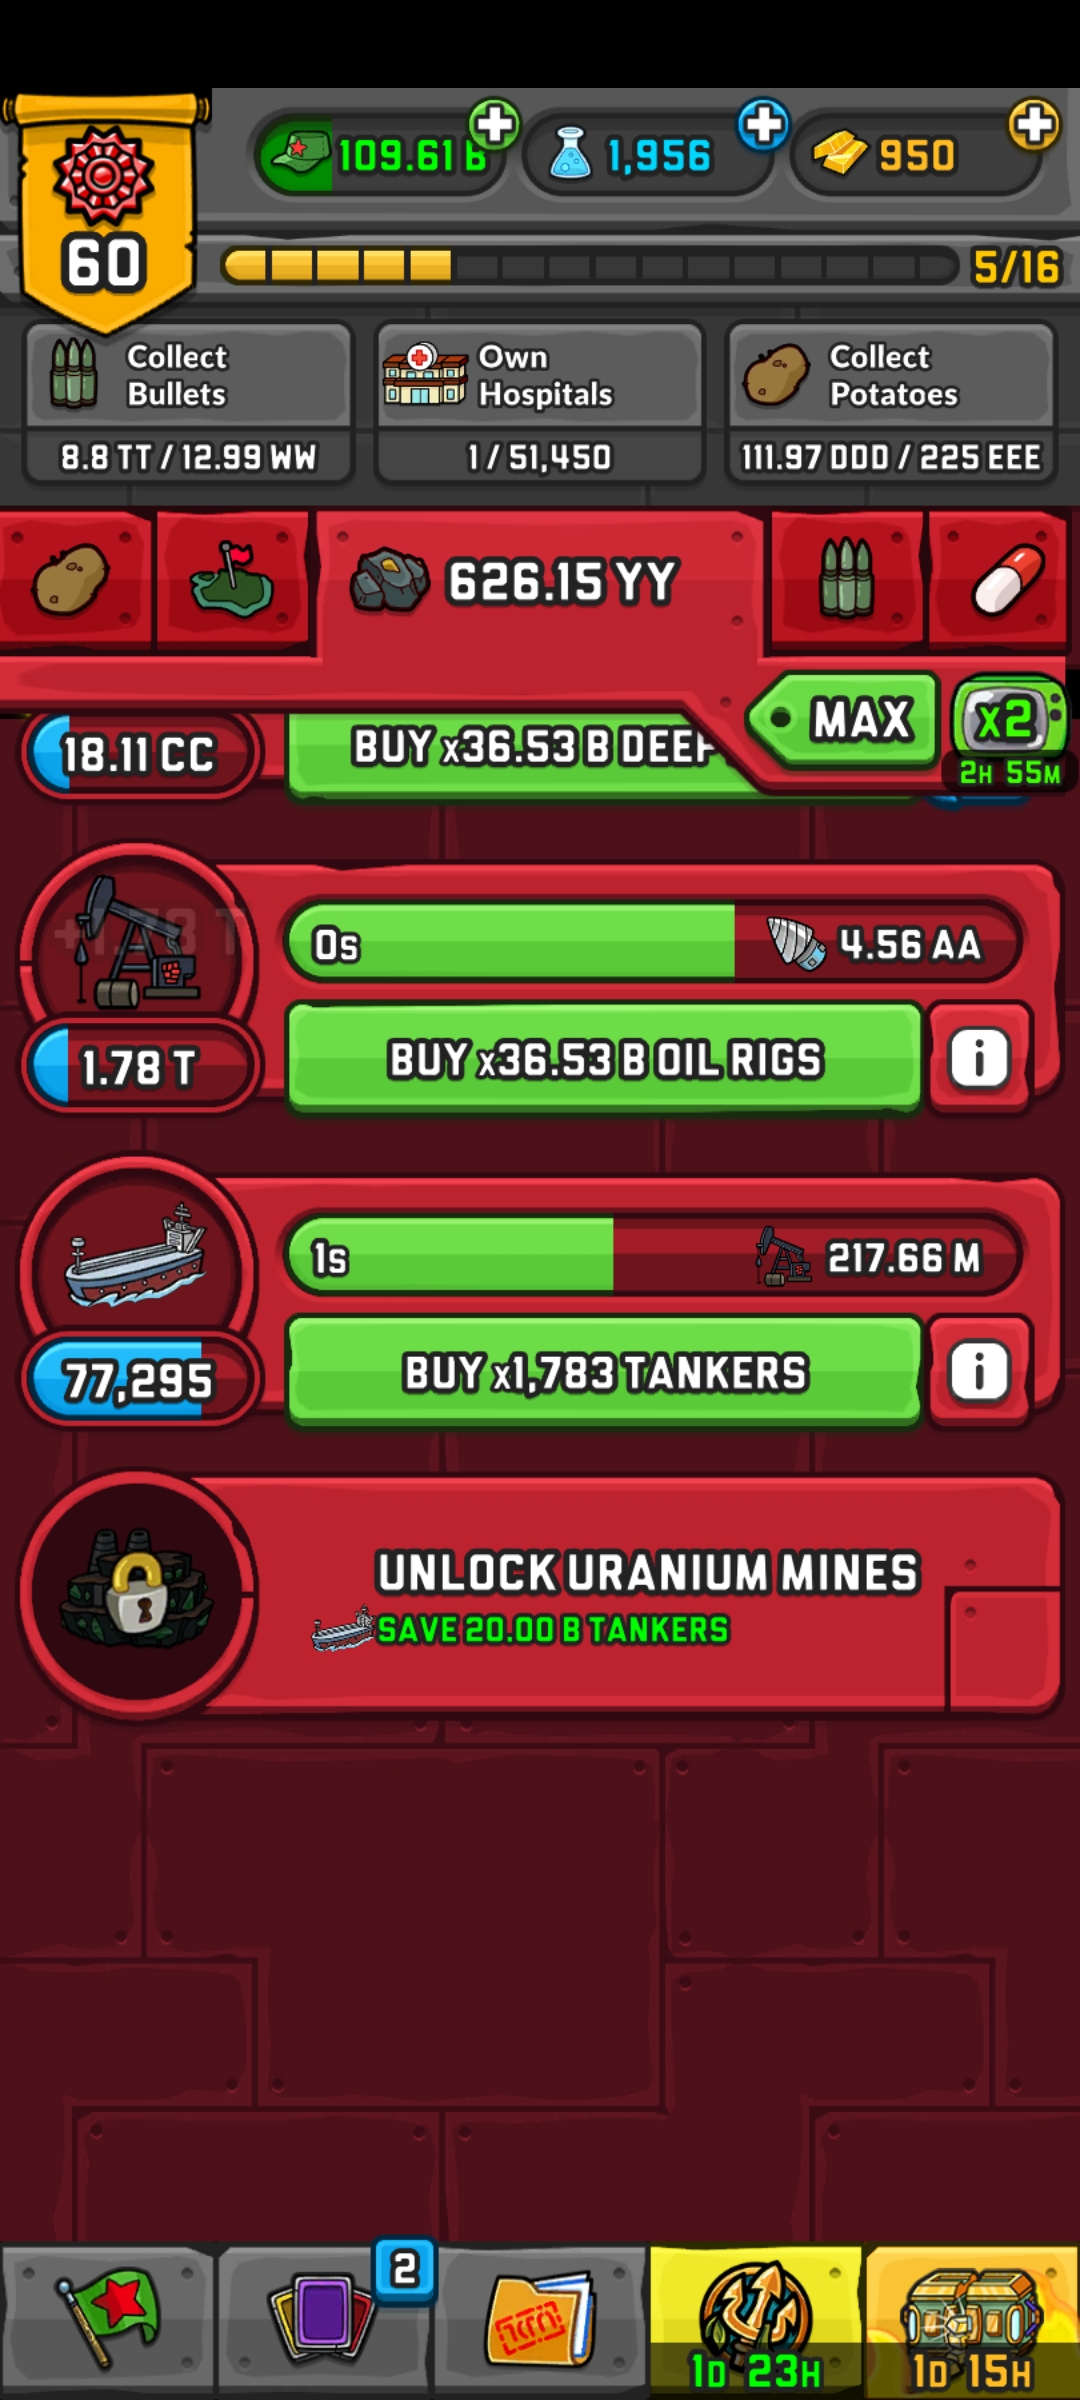 60
109.61 B
1,956
950
5/16
Collect
Bullets
8.8 TT / 12.99 WW
Own
Hospitals
1 / 51,450
Collect
Potatoes
111.97 DDD / 225 EEE
626.15 YY
MAX
x2
2H 55M
18.11 CC
BUY x36.53 B DEEP
+1.78 T
0s
4.56 AA
1.78 T
BUY x36.53 B OIL RIGS
i
1s
217.66 M
77,295
BUY x1,783 TANKERS
i
UNLOCK URANIUM MINES
SAVE 20.00 B TANKERS
2
1D 23H
1D 15H